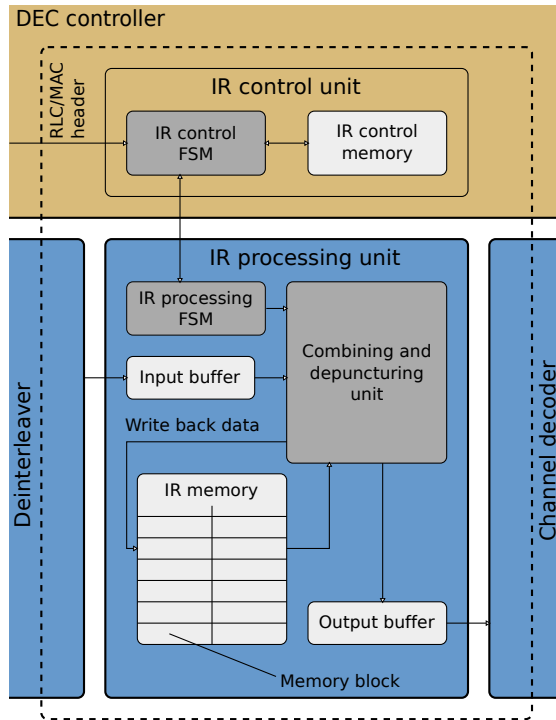 DEC controller
RLC/MAC
header
IR control unit
IR control
FSM
IR control
memory
IR processing unit
IR processing
FSM
Combining and
depuncturing
unit
Input buffer
Write back data
IR memory
Output buffer
Memory block
Deinterleaver
Channel decoder